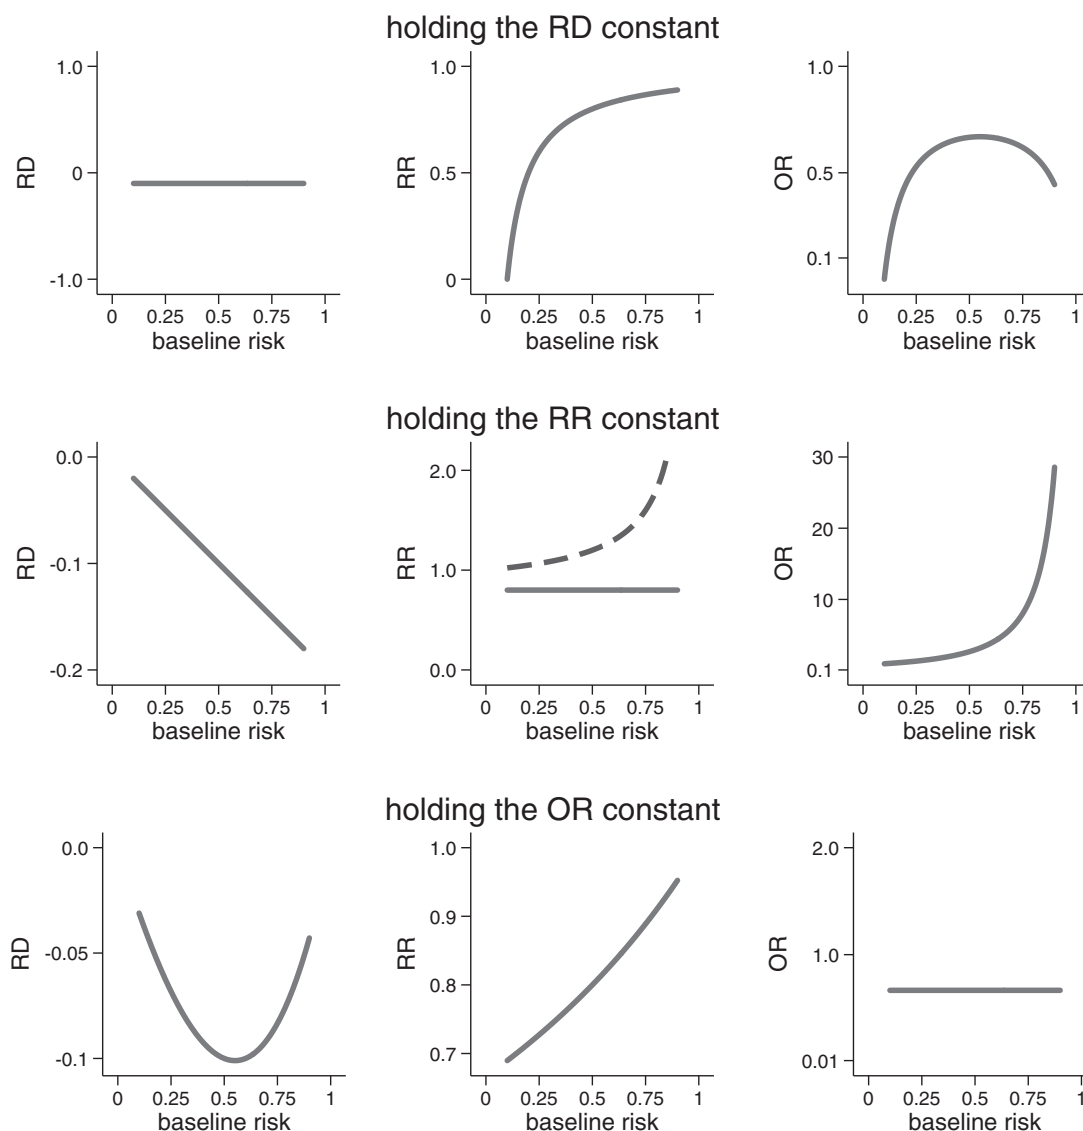 holding the RD constant
1.0
0
-1.0
RD
0 0.25 0.5 0.75 1
baseline risk
1.0
0.5
0
RR
0 0.25 0.5 0.75 1
baseline risk
1.0
0.5
0.1
OR
0 0.25 0.5 0.75 1
baseline risk
holding the RR constant
0.0
-0.1
-0.2
RD
0 0.25 0.5 0.75 1
baseline risk
2.0
1.0
0.0
RR
0 0.25 0.5 0.75 1
baseline risk
30
20
10
0.1
OR
0 0.25 0.5 0.75 1
baseline risk
holding the OR constant
0.0
-0.05
-0.1
RD
0 0.25 0.5 0.75 1
baseline risk
1.0
0.9
0.8
0.7
RR
0 0.25 0.5 0.75 1
baseline risk
2.0
1.0
0.01
OR
0 0.25 0.5 0.75 1
baseline risk